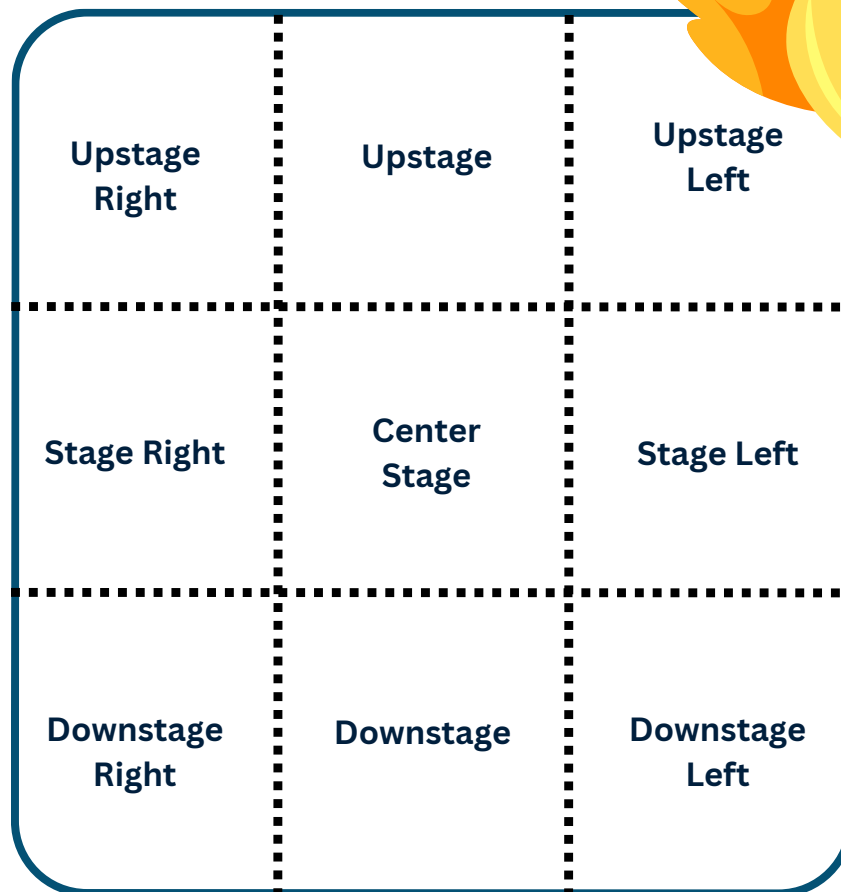 Upstage
Right
Upstage
Upstage
Left
Stage Right
Center
Stage
Stage Left
Downstage
Right
Downstage
Downstage
Left